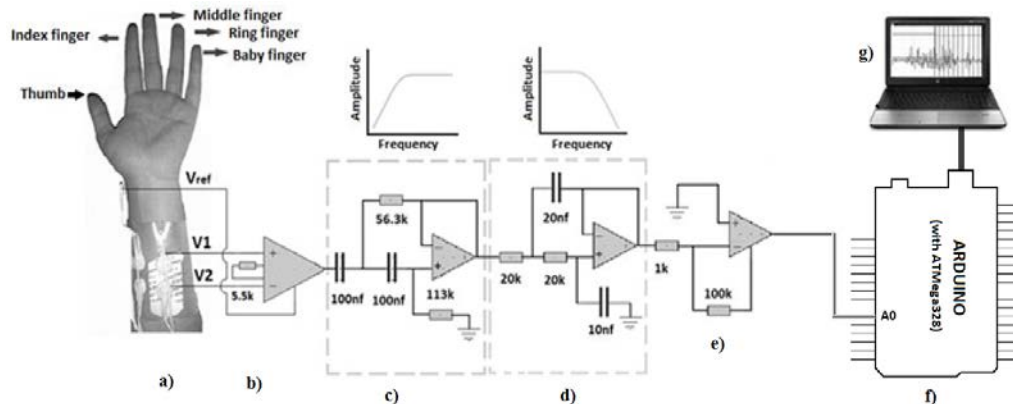 Middle finger
Index finger
Ring finger
Baby finger
Thumb
Amplitude
Frequency
Amplitude
Frequency
g)
Vref
V1
V2
5.5k
56.3k
100nf
100nf
113k
20nf
20k
20k
10nf
1k
100k
A0
ARDUINO
(with ATMega328)
a)
b)
c)
d)
e)
f)